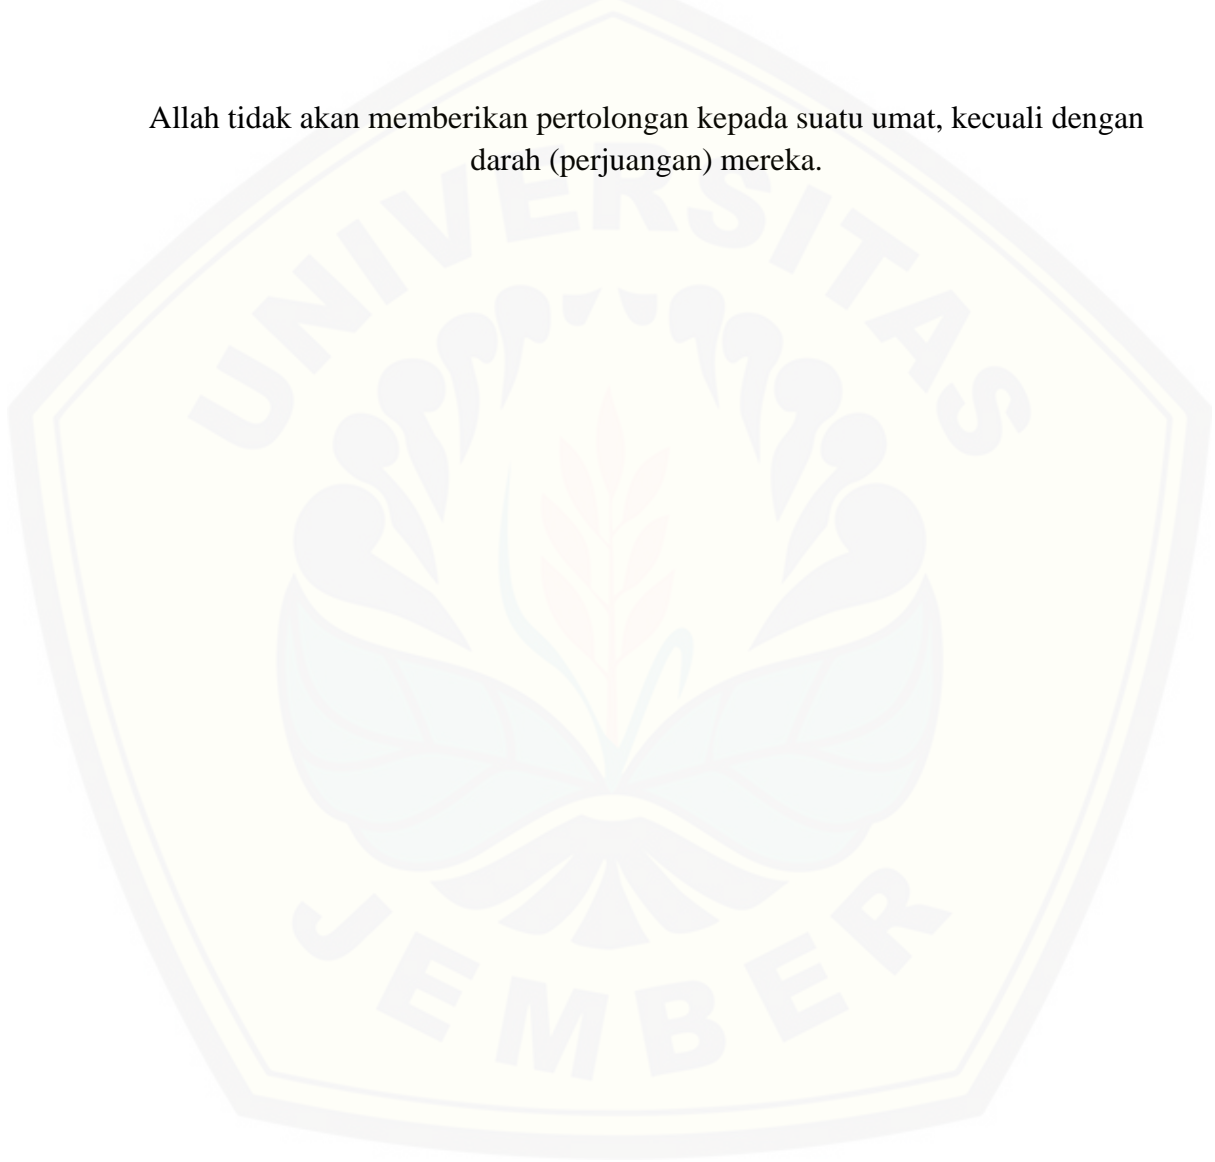 Allah tidak akan memberikan pertolongan kepada suatu umat, kecuali dengan
darah (perjuangan) mereka.
UNIVERSITAS
JEMBER